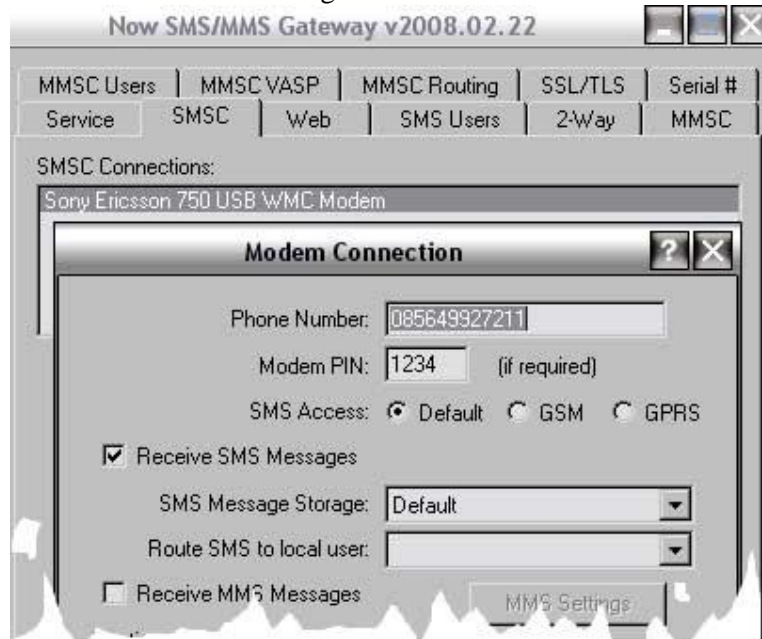 Now SMS/MMS Gateway v2008.02.22
MMSC Users MMSC VASP MMSC Routing SSL/TLS Serial #
Service SMSC Web SMS Users 2-Way MMSC
SMSC Connections:
Sony Ericsson 750 USB WMC Modem
Modem Connection ? X
Phone Number: 085649927211
Modem PIN: 1234 (if required)
SMS Access: Default GSM GPRS
Receive SMS Messages
SMS Message Storage: Default
Route SMS to local user:
Receive MMS Messages MMS Settings